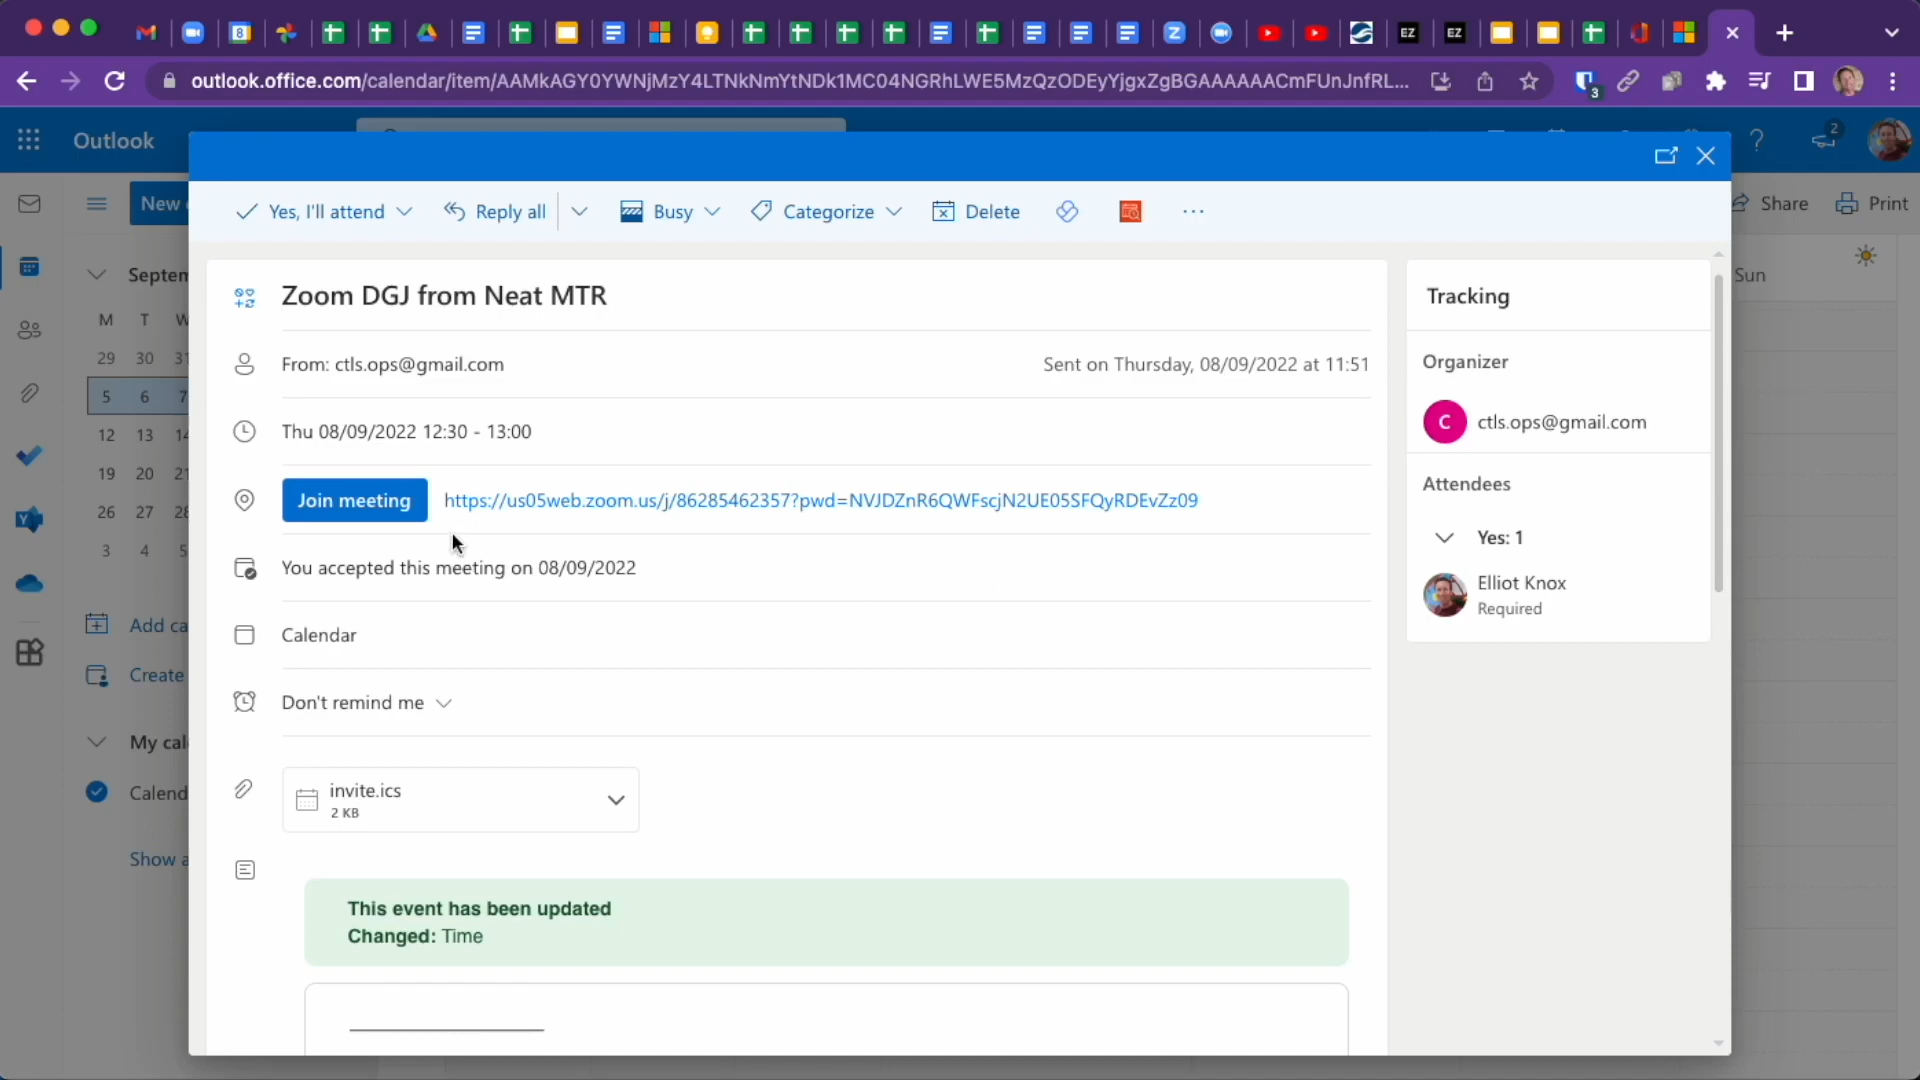 outlook.office.com/calendar/item/AAMkAGY0YWNjMzY4LTNkNmYtNDk1MC04NGRhLWE5MzQzODEyYjgxZgBGAAAAAACmFUnJnfRL...
3
Outlook
2
New
Share
Print
Yes, I'll attend
Reply all
Busy
Categorize
Delete
Septem
Sun
M T W
29 30 31
5 6 7
12 13 14
19 20 21
26 27 28
3 4 5
Add ca
Create
My cal
Calend
Show a
Zoom DGJ from Neat MTR
From: ctls.ops@gmail.com
Sent on Thursday, 08/09/2022 at 11:51
Thu 08/09/2022 12:30 - 13:00
Join meeting
https://us05web.zoom.us/j/86285462357?pwd=NVJDZnR6QWFscjN2UE05SFQyRDEvZz09
You accepted this meeting on 08/09/2022
Calendar
Don't remind me
invite.ics
2 KB
This event has been updated
Changed: Time
Tracking
Organizer
C
ctls.ops@gmail.com
Attendees
Yes: 1
Elliot Knox
Required